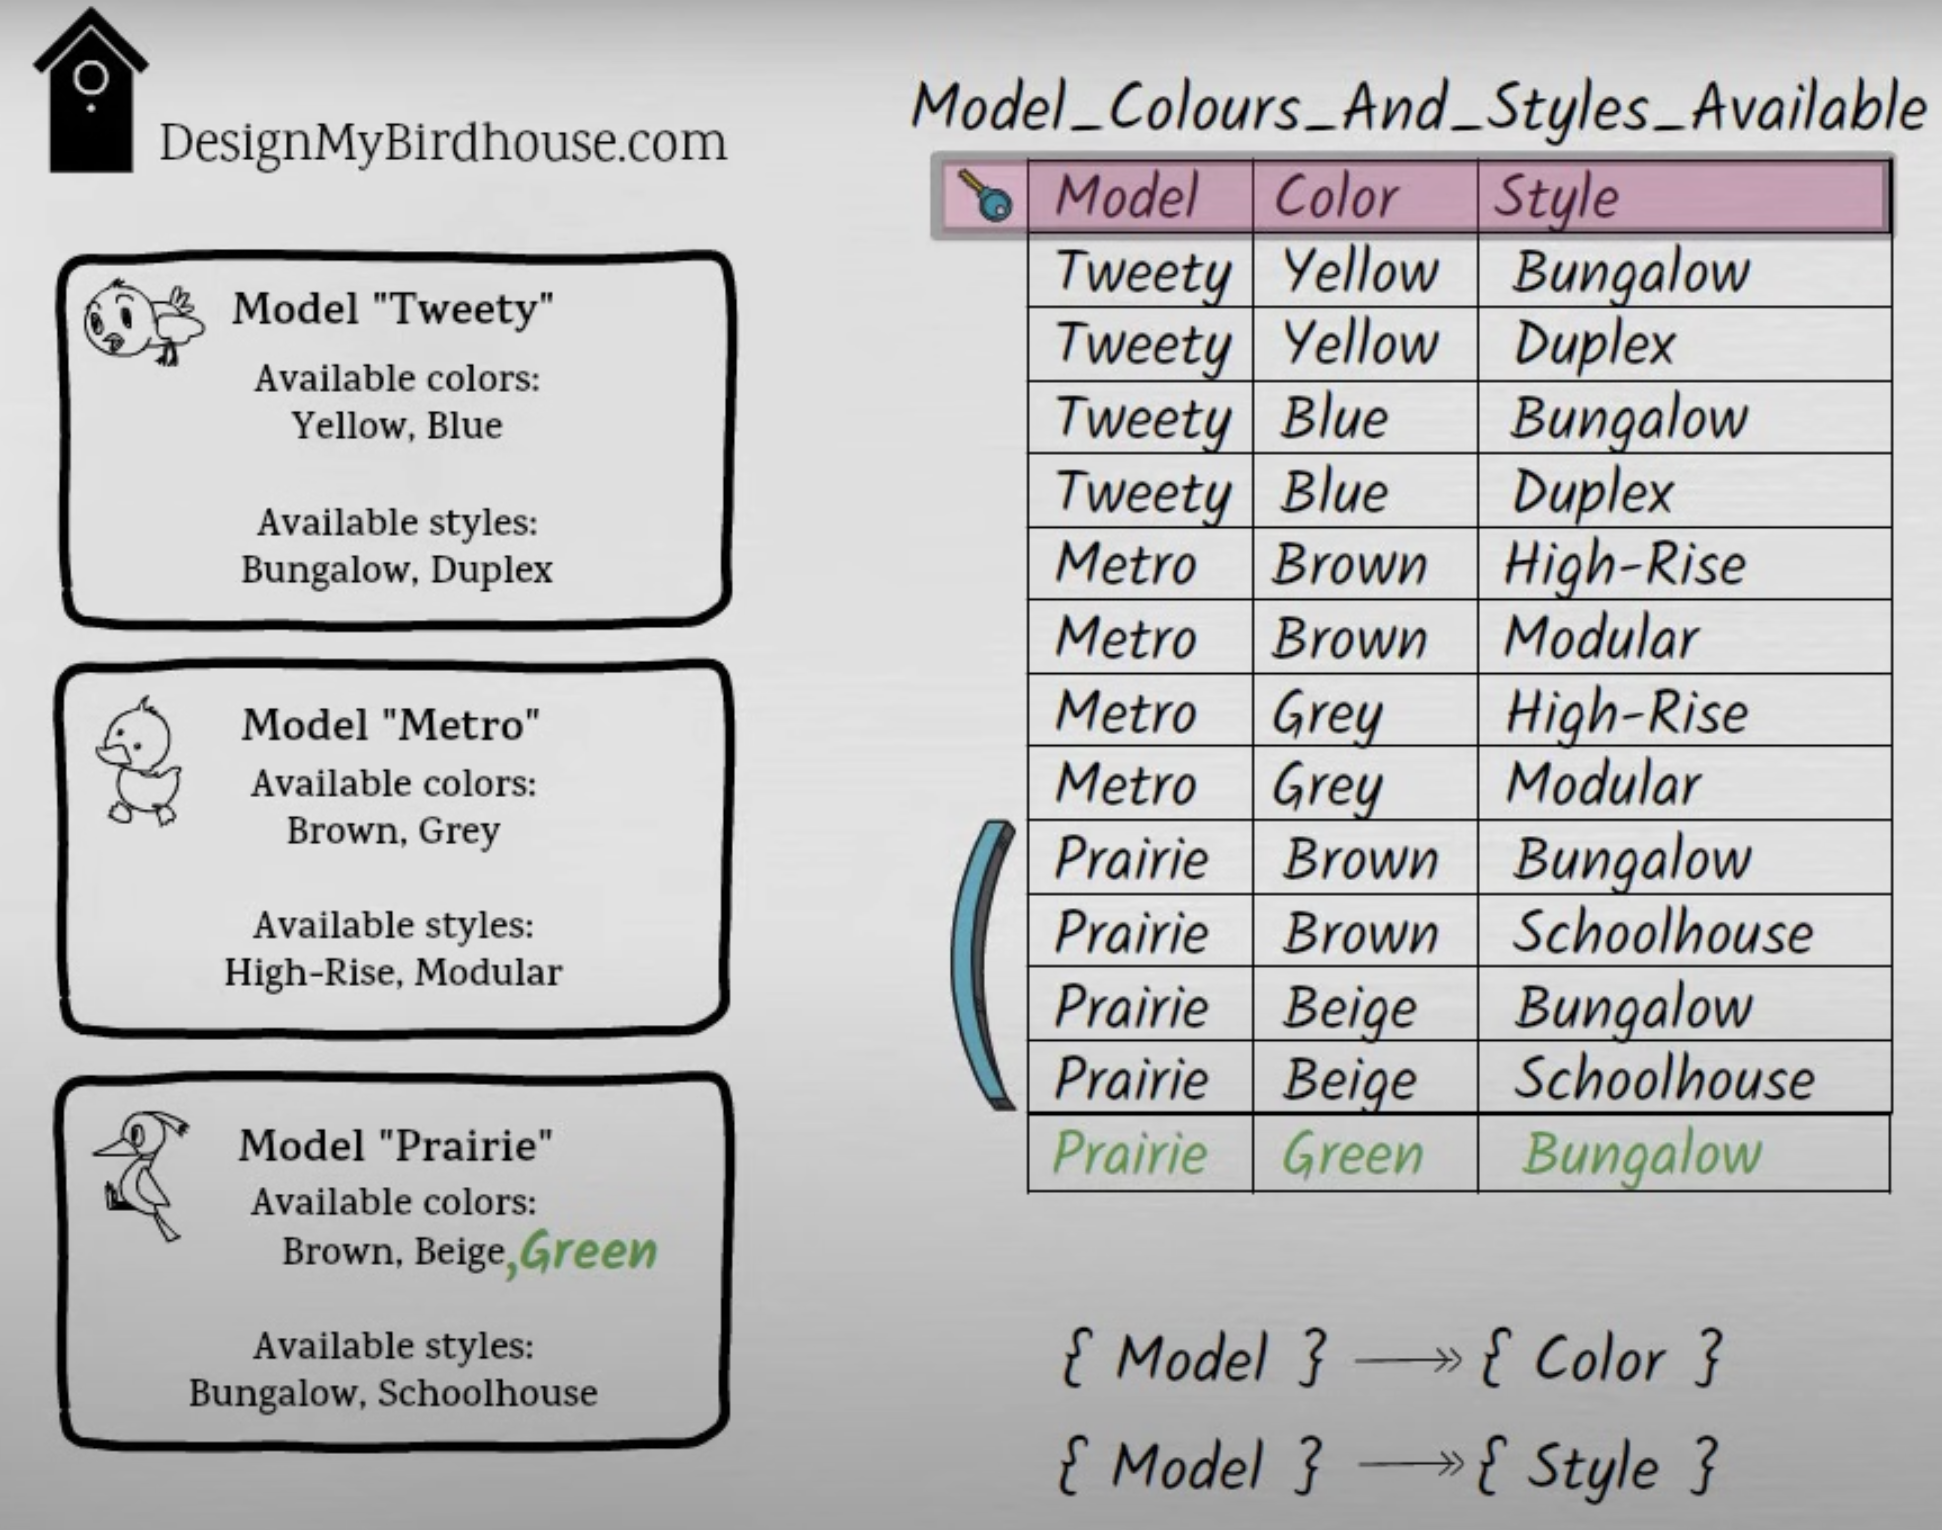 DesignMyBirdhouse.com
Model "Tweety"
Available colors:
Yellow, Blue
Available styles:
Bungalow, Duplex
Model "Metro"
Available colors:
Brown, Grey
Available styles:
High-Rise, Modular
Model "Prairie"
Available colors:
Brown, Beige,Green
Available styles:
Bungalow, Schoolhouse
Model_Colours_And_Styles_Available
Model Color Style
Tweety Yellow Bungalow
Tweety Yellow Duplex
Tweety Blue Bungalow
Tweety Blue Duplex
Metro Brown High-Rise
Metro Brown Modular
Metro Grey High-Rise
Metro Grey Modular
Prairie Brown Bungalow
Prairie Brown Schoolhouse
Prairie Beige Bungalow
Prairie Beige Schoolhouse
Prairie Green Bungalow
{ Model } ↠ { Color }
{ Model } ↠ { Style }